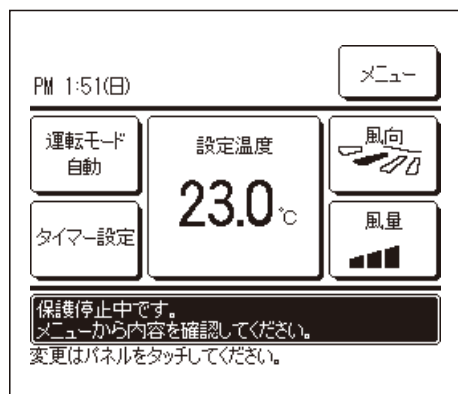 PM 1:51(日)
メニュー
運転モード
自動
設定温度
23.0℃
風向
タイマー設定
風量
保護停止中です。
メニューから内容を確認してください。
変更はパネルをタッチしてください。